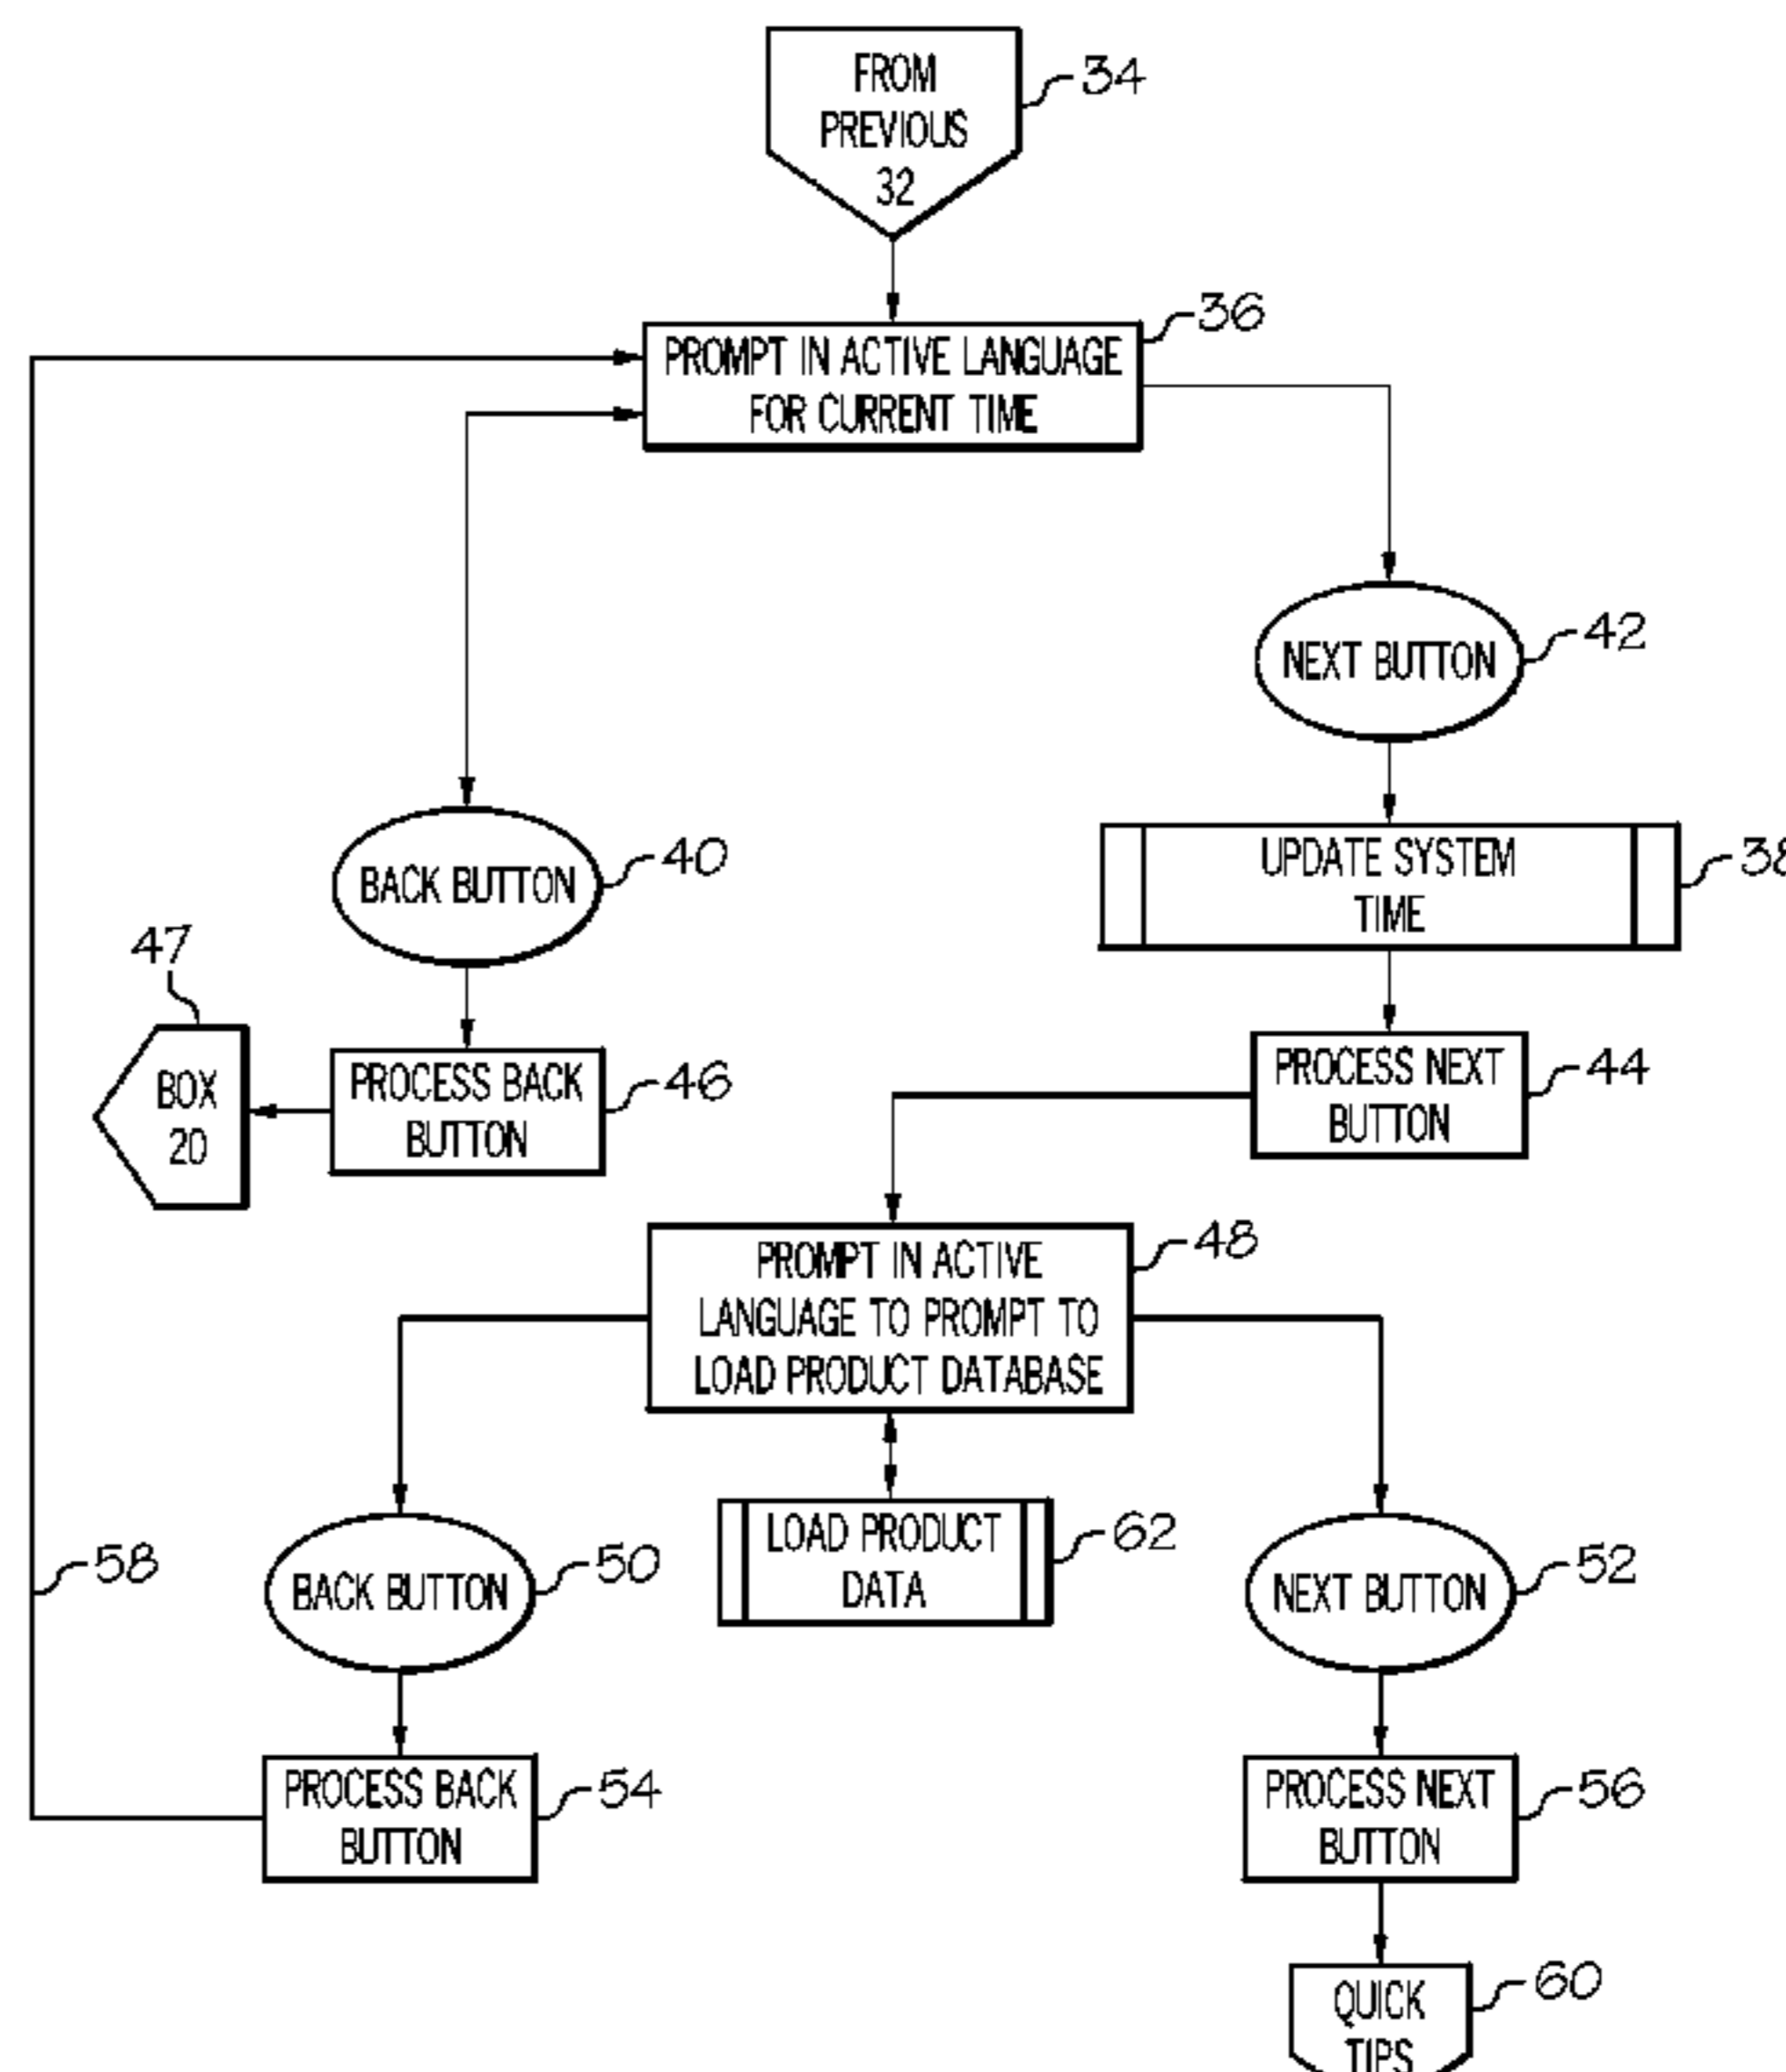 FROM
PREVIOUS
32
34
PROMPT IN ACTIVE LANGUAGE
FOR CURRENT TIME
36
NEXT BUTTON
42
BACK BUTTON
40
UPDATE SYSTEM
TIME
38
47
BOX
20
PROCESS BACK
BUTTON
46
PROCESS NEXT
BUTTON
44
PROMPT IN ACTIVE
LANGUAGE TO PROMPT TO
LOAD PRODUCT DATABASE
48
58
BACK BUTTON
50
LOAD PRODUCT
DATA
62
NEXT BUTTON
52
PROCESS BACK
BUTTON
54
PROCESS NEXT
BUTTON
56
QUICK
TIPS
60